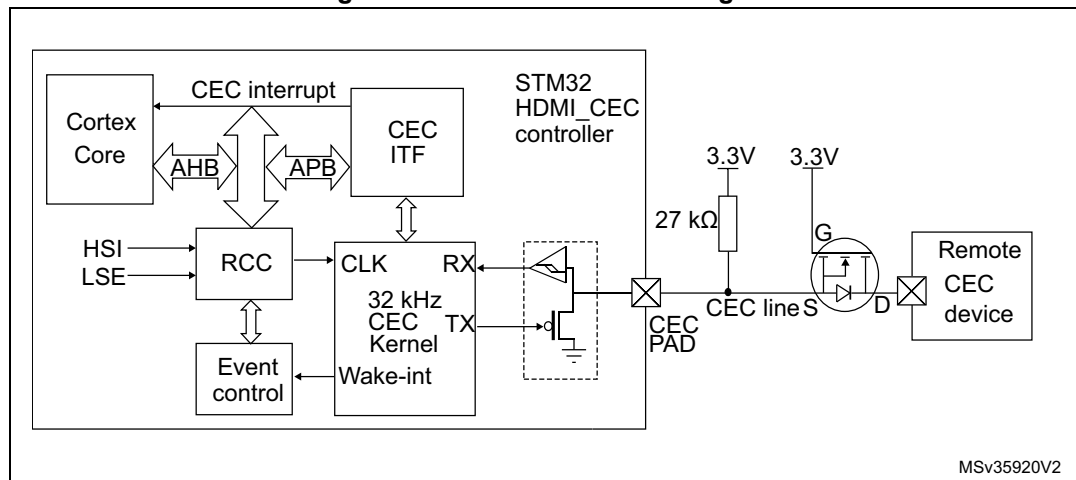 STM32
HDMI_CEC
controller
CEC interrupt
Cortex
Core
CEC
ITF
AHB
APB
3.3V
3.3V
27 kΩ
G
HSI
LSE
RCC
CLK
RX
32 kHz
CEC
Kernel
TX
CEC
PAD
CEC line
S
D
Remote
CEC
device
Event
control
Wake-int
MSv35920V2